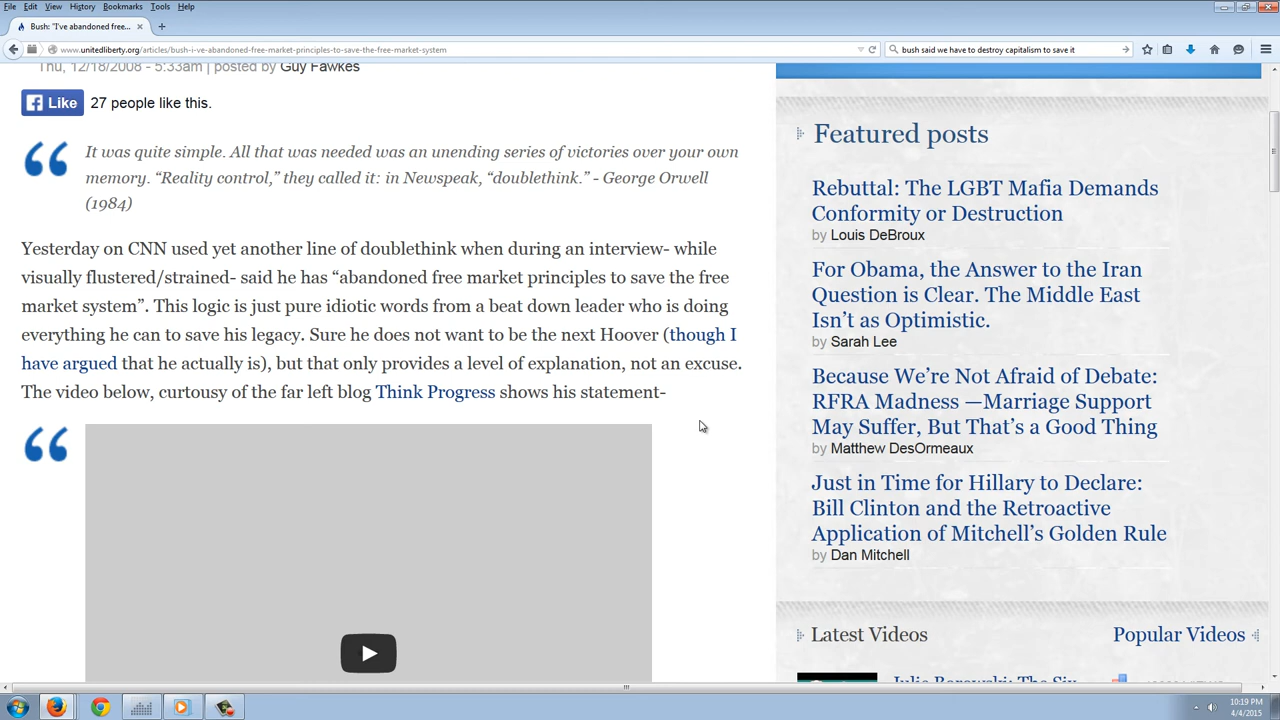 File Edit View History Bookmarks Tools Help
Bush: "I've abandoned free... × +
www.unitedliberty.org/articles/bush-i-ve-abandoned-free-market-principles-to-save-the-free-market-system
bush said we have to destroy capitalism to save it
Thu, 12/18/2008 - 5:33am | posted by Guy Fawkes
Like 27 people like this.
It was quite simple. All that was needed was an unending series of victories over your own
memory. “Reality control,” they called it: in Newspeak, “doublethink.” - George Orwell
(1984)
Yesterday on CNN used yet another line of doublethink when during an interview- while
visually flustered/strained- said he has “abandoned free market principles to save the free
market system”. This logic is just pure idiotic words from a beat down leader who is doing
everything he can to save his legacy. Sure he does not want to be the next Hoover (though I
have argued that he actually is), but that only provides a level of explanation, not an excuse.
The video below, curtousy of the far left blog Think Progress shows his statement-
Featured posts
Rebuttal: The LGBT Mafia Demands
Conformity or Destruction
by Louis DeBroux
For Obama, the Answer to the Iran
Question is Clear. The Middle East
Isn’t as Optimistic.
by Sarah Lee
Because We’re Not Afraid of Debate:
RFRA Madness —Marriage Support
May Suffer, But That’s a Good Thing
by Matthew DesOrmeaux
Just in Time for Hillary to Declare:
Bill Clinton and the Retroactive
Application of Mitchell’s Golden Rule
by Dan Mitchell
Latest Videos Popular Videos
Julie Borowski: The Six
10:19 PM
4/4/2015